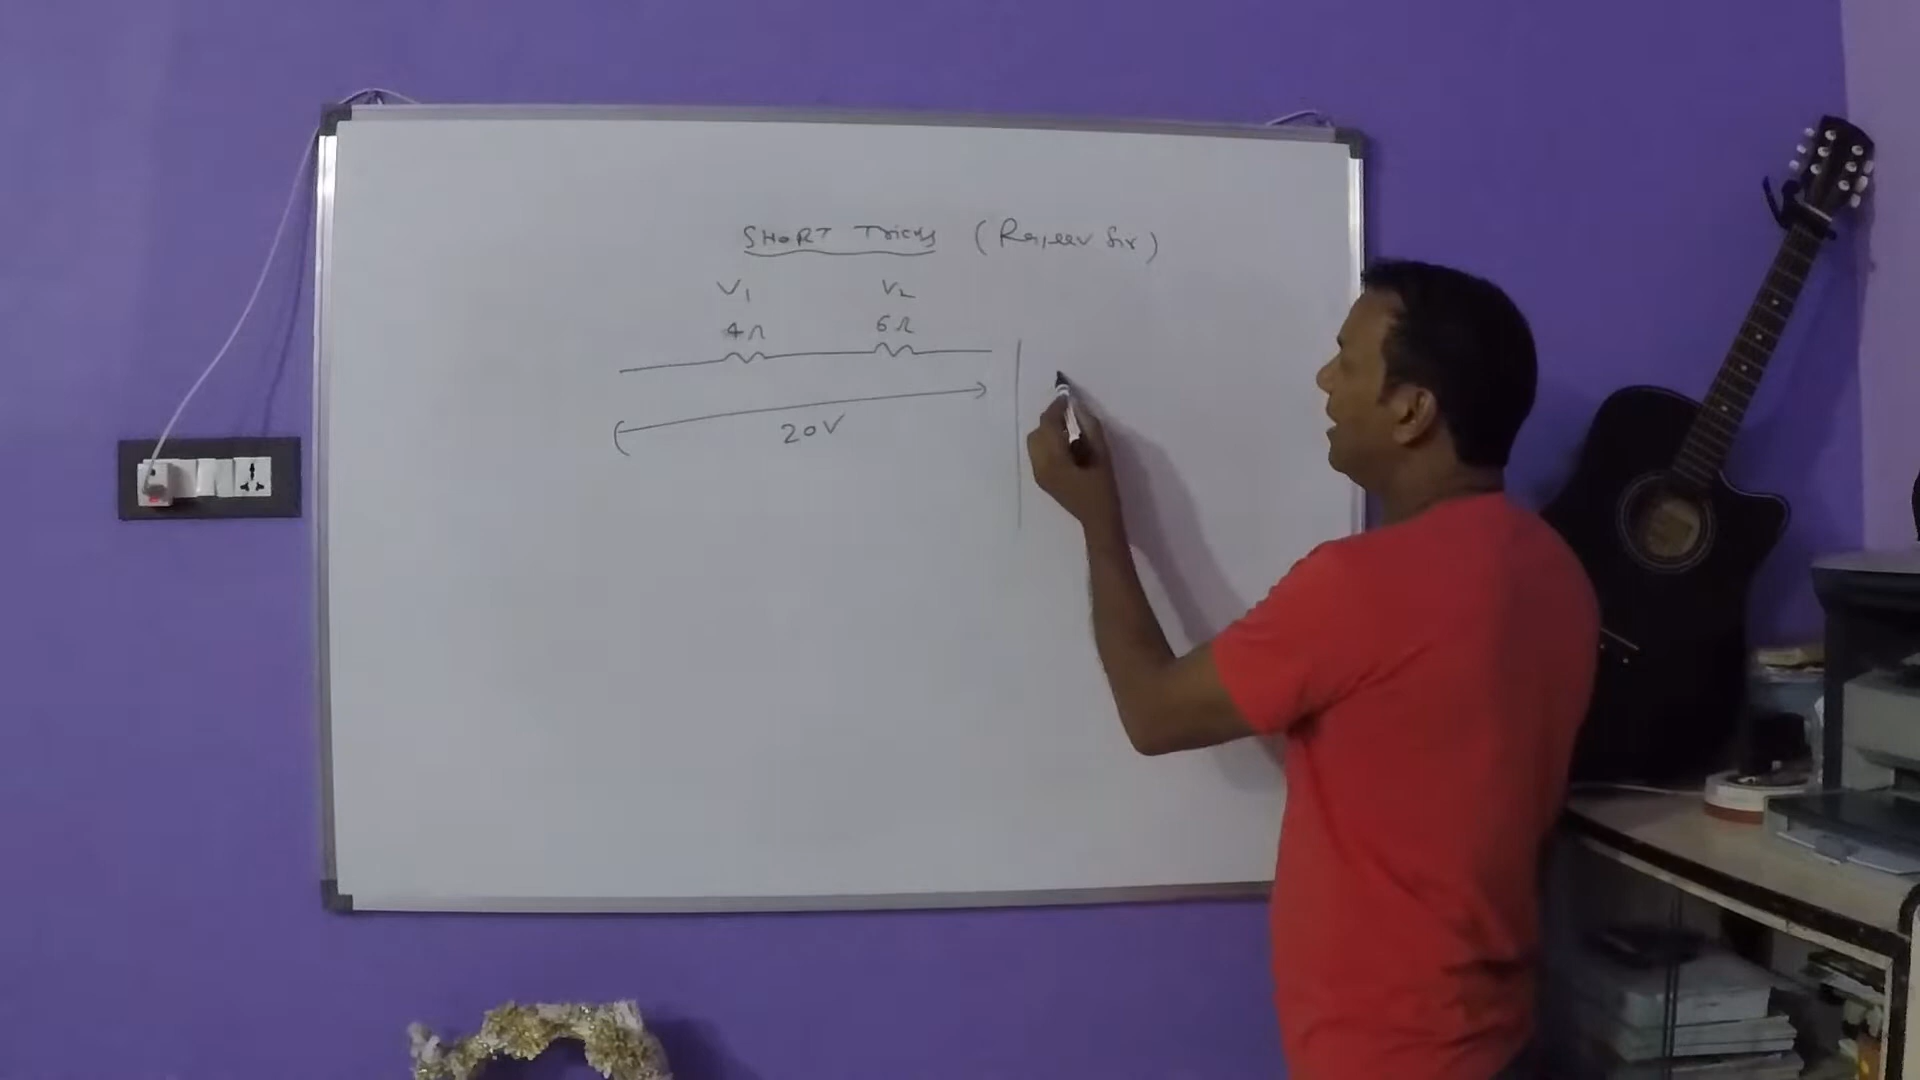 SHORT Tricks (Rajeev Sir)
V1 V2
4Ω 6Ω
20V